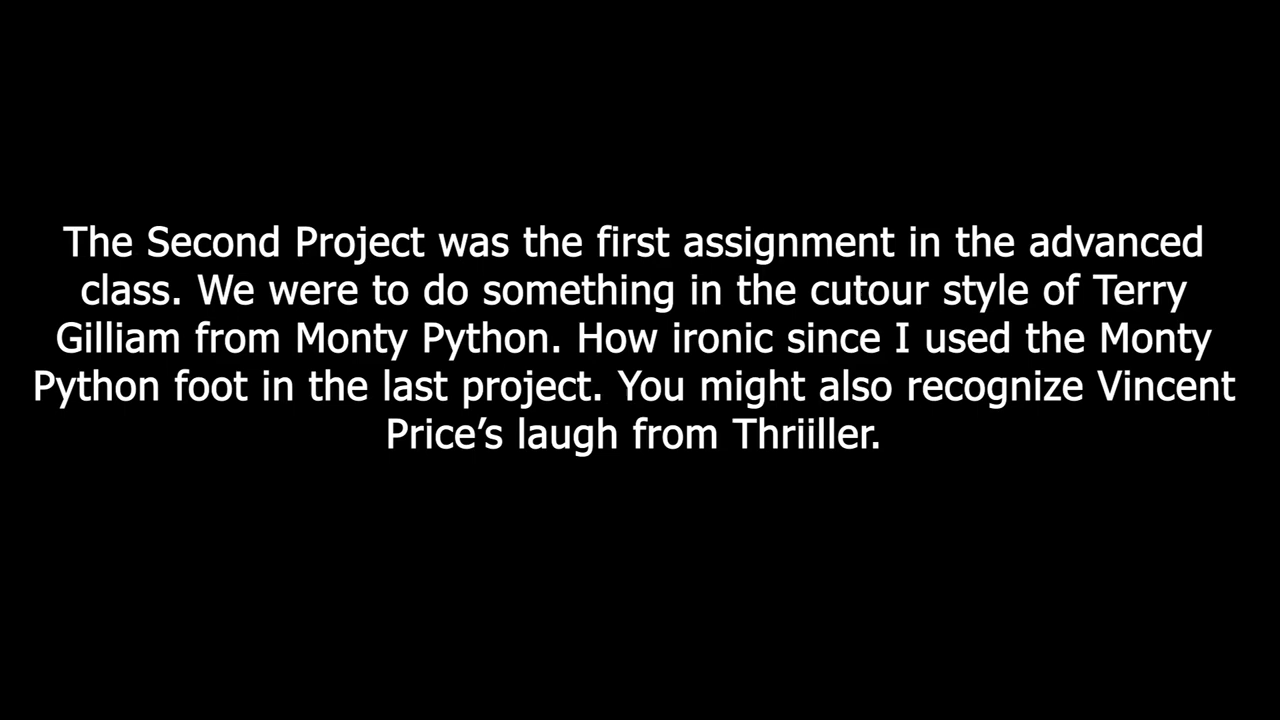 The Second Project was the first assignment in the advanced
class. We were to do something in the cutour style of Terry
Gilliam from Monty Python. How ironic since I used the Monty
Python foot in the last project. You might also recognize Vincent
Price’s laugh from Thriiller.